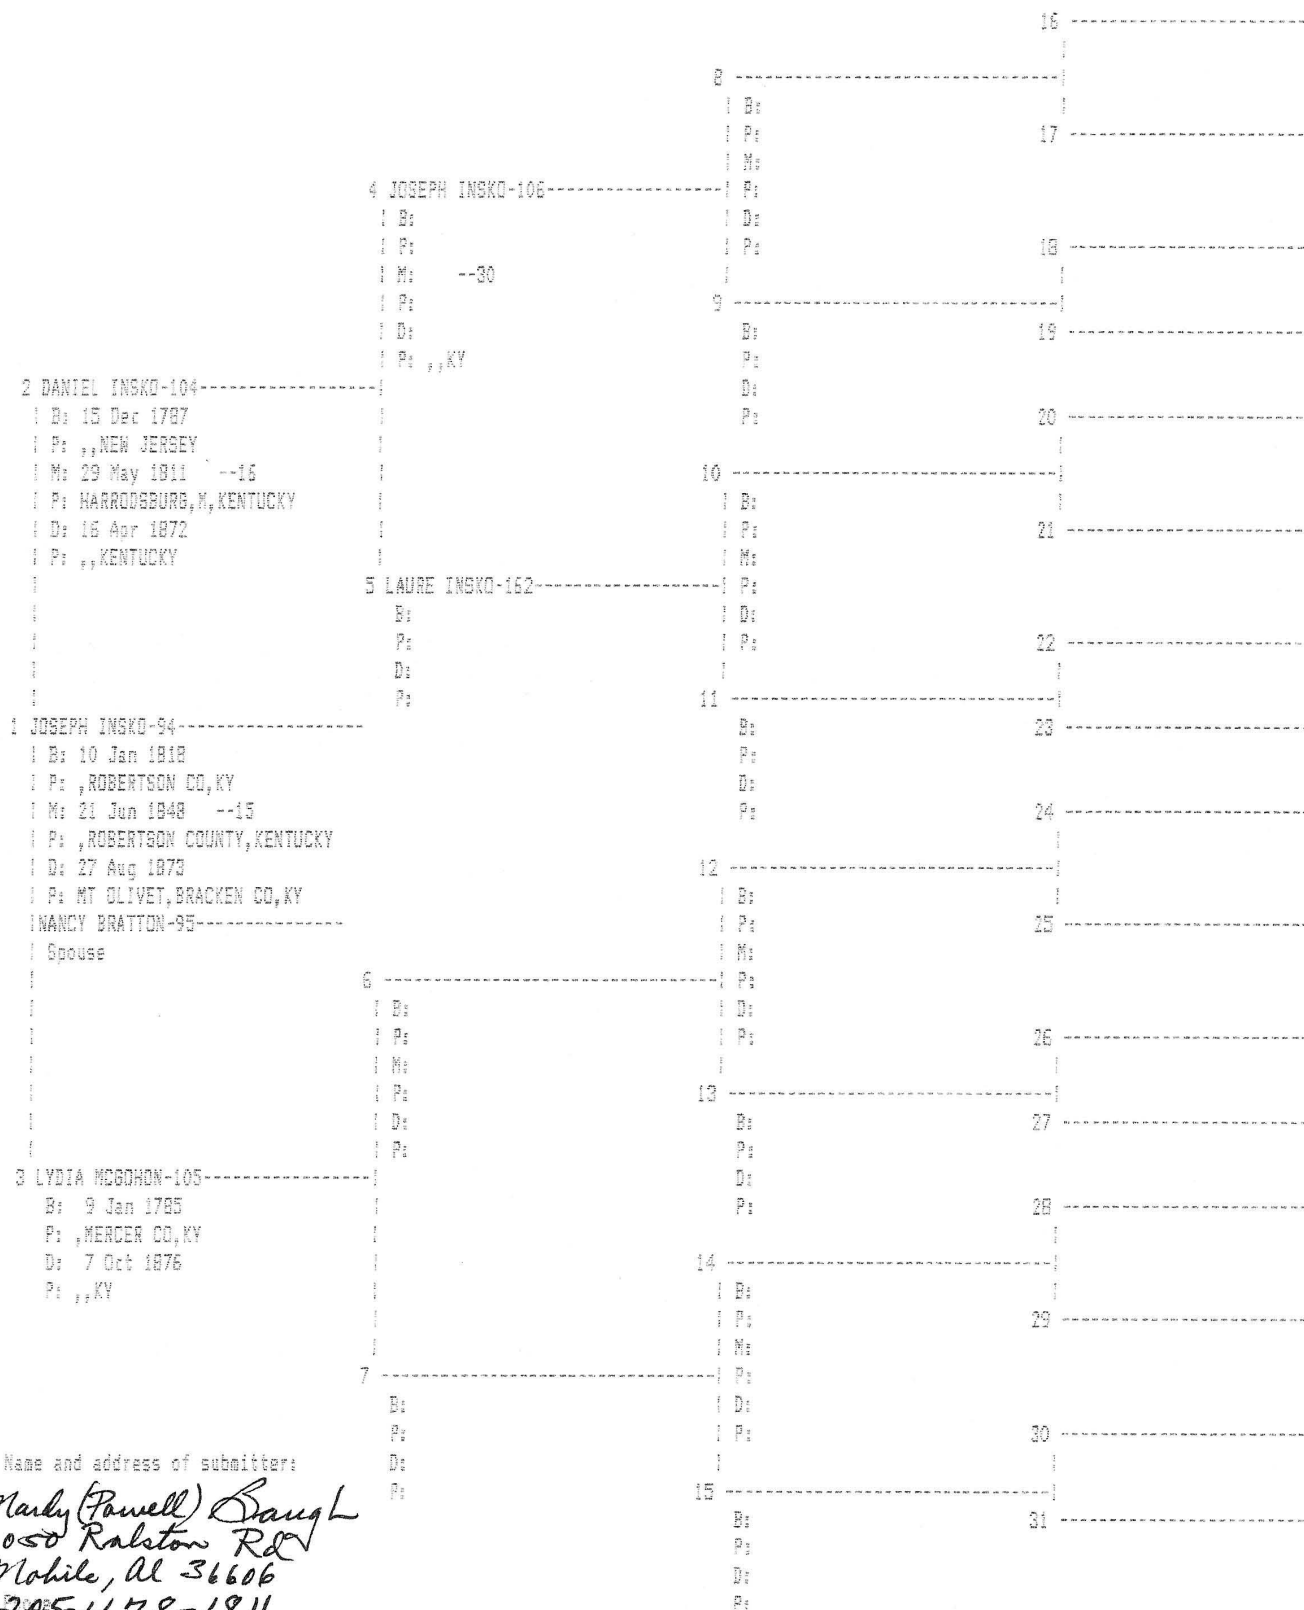 16
8
B:
P:
17
M:
4 JOSEPH INSKO-106
P:
B:
D:
P:
P:
18
M: --30
P:
9
D:
B:
19
P: ,,KY
P:
2 DANIEL INSKO-104
D:
B: 15 Dec 1787
P:
20
P: ,,NEW JERSEY
M: 29 May 1811 --16
10
P: HARRODSBURG,M,KENTUCKY
B:
D: 16 Apr 1872
P:
21
P: ,,KENTUCKY
M:
5 LAURE INSKO-162
P:
B:
D:
P:
P:
22
D:
P:
11
1 JOSEPH INSKO-94
B:
23
B: 10 Jan 1818
P:
P: ,ROBERTSON CO,KY
D:
M: 21 Jun 1848 --15
P:
24
P: ,ROBERTSON COUNTY,KENTUCKY
D: 27 Aug 1873
12
P: MT OLIVET,BRACKEN CO,KY
B:
NANCY BRATTON-95
P:
25
Spouse
M:
6
P:
B:
D:
P:
P:
26
M:
P:
13
D:
B:
27
P:
P:
3 LYDIA MCGOHON-105
D:
B: 9 Jan 1785
P:
28
P: ,MERCER CO,KY
D: 7 Oct 1876
14
P: ,,KY
B:
P:
29
M:
7
P:
B:
D:
P:
P:
30
Name and address of submitter:
D:
P:
15
(Powell) Baugh
B:
31
Ralston Rd
P:
Mobile, Al 36606
D:
P: